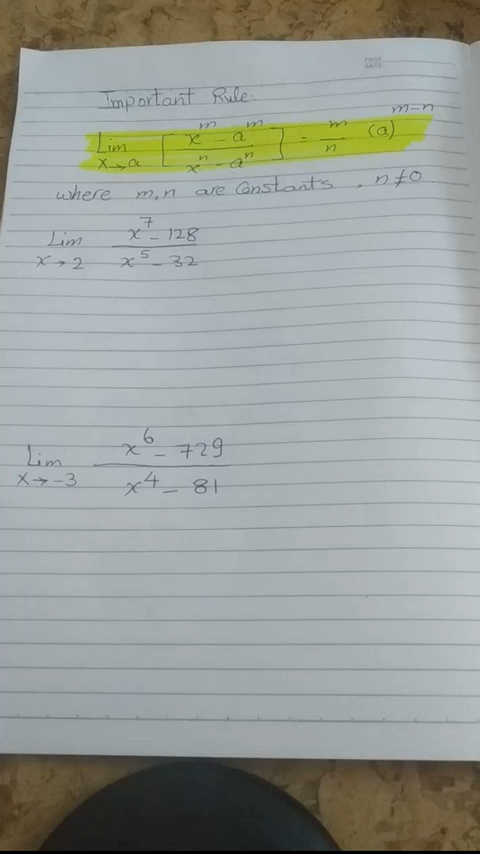 Important Rule:
Lim x→a [ x^m - a^m / x^n - a^n ] = m/n (a)^m-n
where m,n are Constants , n≠0
Lim x→2 x^7 - 128 / x^5 - 32
Lim x→-3 x^6 - 729 / x^4 - 81